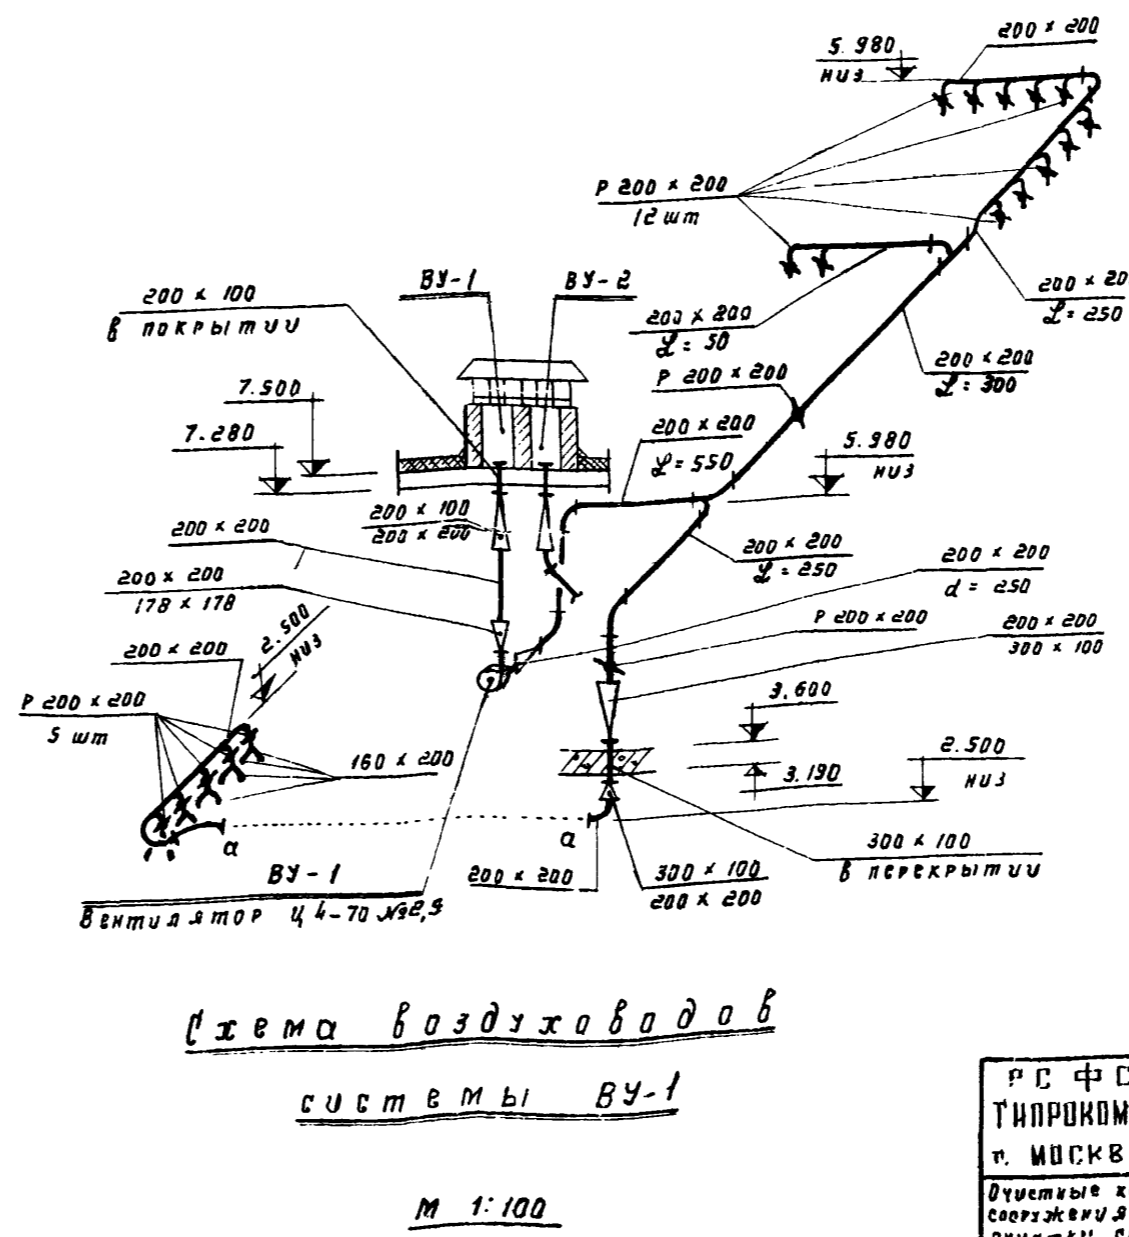 200 × 200
5.980
низ
Р 200 × 200
12 шт
ВУ-1
ВУ-2
200 × 100
в покрытии
200 × 200
L = 50
L = 250
200 × 200
L = 300
Р 200 × 200
7.500
7.280
200 × 200
L = 550
5.980
низ
200 × 100
200 × 200
200 × 200
200 × 200
178 × 178
200 × 200
L = 250
200 × 200
d = 250
Р 200 × 200
200 × 200
300 × 100
2.500
низ
200 × 200
Р 200 × 200
5 шт
160 × 200
3.600
3.190
2.500
низ
а
а
300 × 100
в перекрытии
200 × 200
300 × 100
200 × 200
ВУ-1
Вентилятор Ц 4-70 №2,5
Схема воздуховодов
системы ВУ-1
М 1:100
РСФС
ГИПРОКОМ
г. МОСКВ
Очистные
сооружения